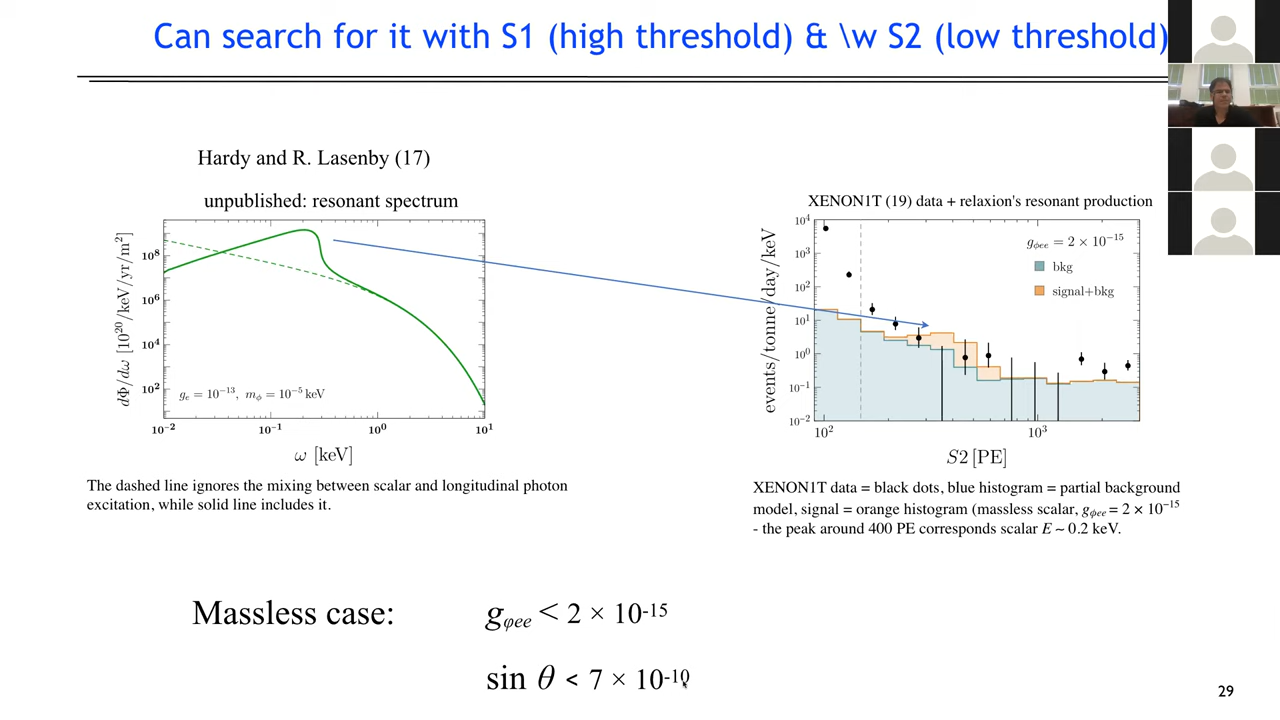 Can search for it with S1 (high threshold) & \w S2 (low threshold)
Hardy and R. Lasenby (17)
unpublished: resonant spectrum
dΦ/dω [10²⁰/keV/yr/m²]
10⁸
10⁶
10⁴
10²
gₑ = 10⁻¹³, m_ϕ = 10⁻⁵ keV
10⁻² 10⁻¹ 10⁰ 10¹
ω [keV]
The dashed line ignores the mixing between scalar and longitudinal photon
excitation, while solid line includes it.
XENON1T (19) data + relaxion's resonant production
events/tonne/day/keV
10⁴
10³
10²
10¹
10⁰
10⁻¹
10⁻²
g_ϕee = 2 × 10⁻¹⁵
bkg
signal+bkg
10² 10³
S2 [PE]
XENON1T data = black dots, blue histogram = partial background
model, signal = orange histogram (massless scalar, g_ϕee = 2 × 10⁻¹⁵
- the peak around 400 PE corresponds scalar E ~ 0.2 keV.
Massless case: g_φee < 2 × 10⁻¹⁵
sin θ < 7 × 10⁻¹⁰
29